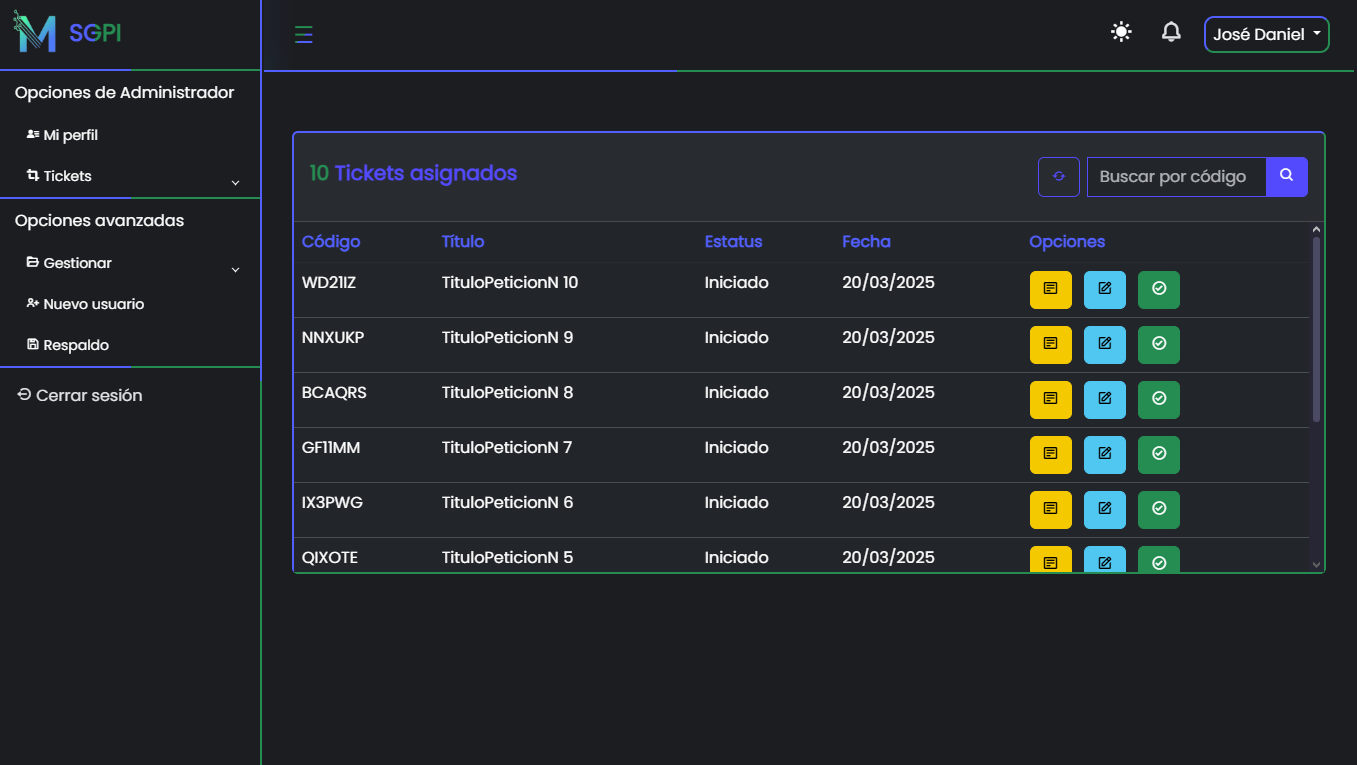 SGPI
José Daniel
Opciones de Administrador
Mi perfil
Tickets
Opciones avanzadas
Gestionar
Nuevo usuario
Respaldo
Cerrar sesión
10 Tickets asignados
Buscar por código
Código Título Estatus Fecha Opciones
WD21IZ TituloPeticionN 10 Iniciado 20/03/2025
NNXUKP TituloPeticionN 9 Iniciado 20/03/2025
BCAQRS TituloPeticionN 8 Iniciado 20/03/2025
GF11MM TituloPeticionN 7 Iniciado 20/03/2025
IX3PWG TituloPeticionN 6 Iniciado 20/03/2025
QIXOTE TituloPeticionN 5 Iniciado 20/03/2025